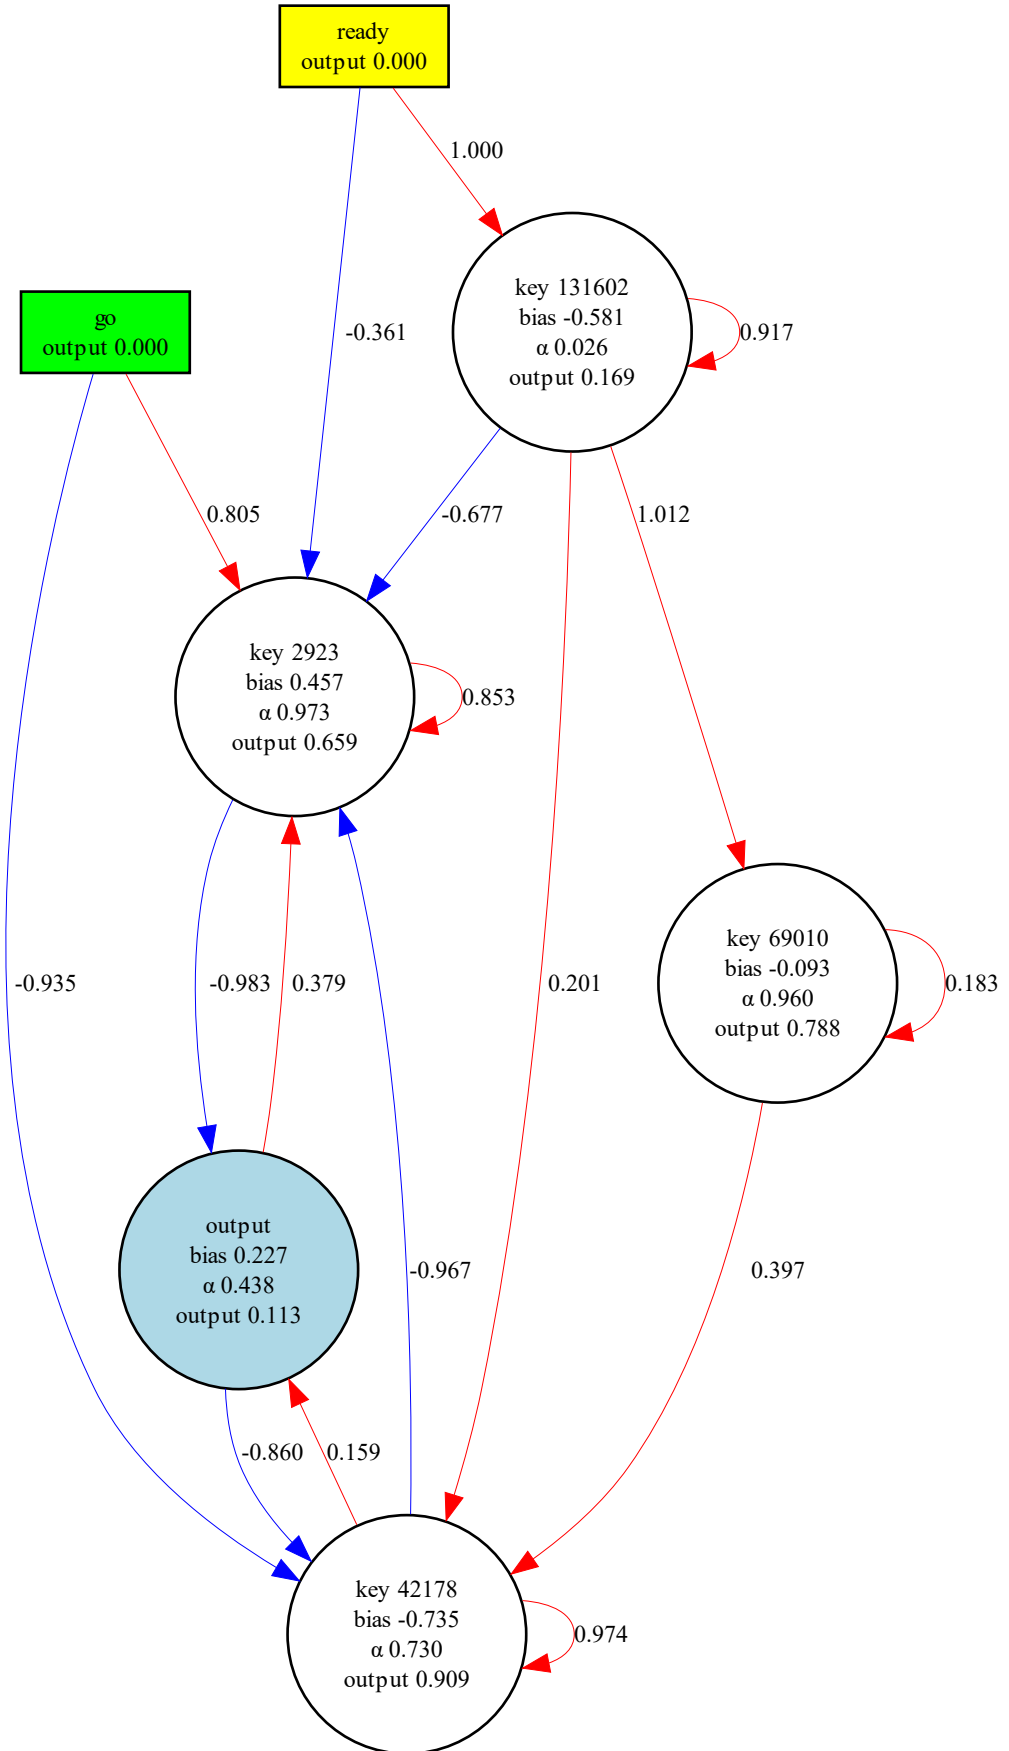 ready
output 0.000
1.000
key 131602
bias -0.581
α 0.026
output 0.169
0.917
-0.361
go
output 0.000
0.805
-0.677
1.012
key 2923
bias 0.457
α 0.973
output 0.659
0.853
key 69010
bias -0.093
α 0.960
output 0.788
0.183
-0.935
-0.983
0.379
0.201
output
bias 0.227
α 0.438
output 0.113
-0.967
0.397
-0.860
0.159
key 42178
bias -0.735
α 0.730
output 0.909
0.974